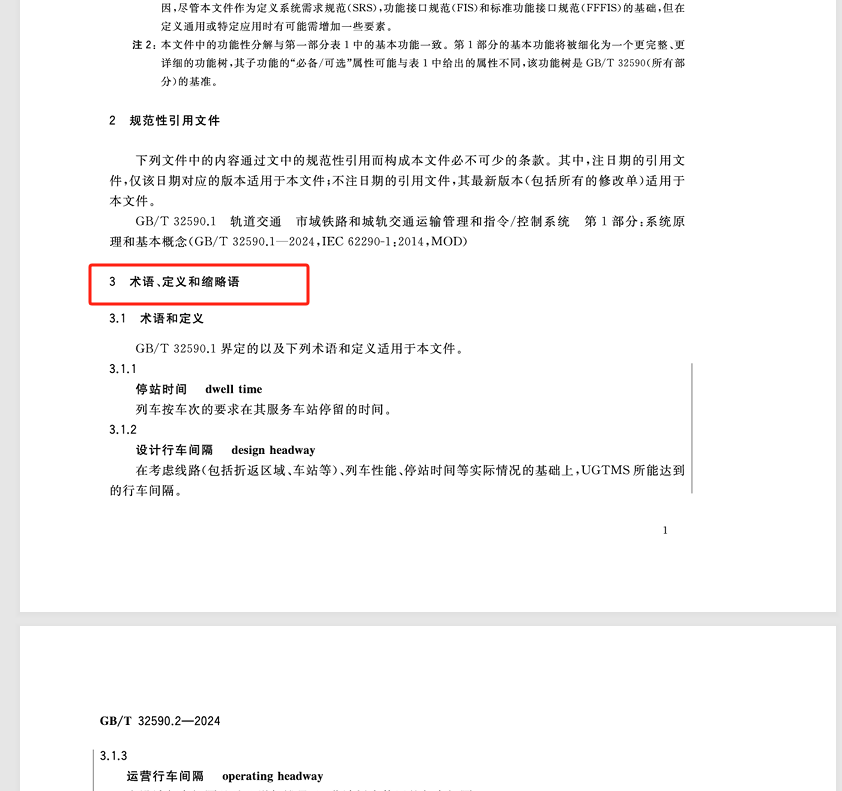 因,尽管本文件作为定义系统需求规范(SRS),功能接口规范(FIS)和标准功能接口规范(FFFIS)的基础,但在
定义通用或特定应用时有可能需增加一些要素。
注 2: 本文件中的功能性分解与第一部分表 1 中的基本功能一致。第 1 部分的基本功能将被细化为一个更完整、更
详细的功能树,其子功能的“必备/可选”属性可能与表 1 中给出的属性不同,该功能树是 GB/T 32590(所有部
分)的基准。
2 规范性引用文件
下列文件中的内容通过文中的规范性引用而构成本文件必不可少的条款。其中,注日期的引用文
件,仅该日期对应的版本适用于本文件;不注日期的引用文件,其最新版本(包括所有的修改单)适用于
本文件。
GB/T 32590.1 轨道交通 市域铁路和城轨交通运输管理和指令/控制系统 第 1 部分:系统原
理和基本概念(GB/T 32590.1—2024,IEC 62290-1:2014,MOD)
3 术语、定义和缩略语
3.1 术语和定义
GB/T 32590.1 界定的以及下列术语和定义适用于本文件。
3.1.1
停站时间 dwell time
列车按车次的要求在其服务车站停留的时间。
3.1.2
设计行车间隔 design headway
在考虑线路(包括折返区域、车站等)、列车性能、停站时间等实际情况的基础上,UGTMS 所能达到
的行车间隔。
1
GB/T 32590.2—2024
3.1.3
运营行车间隔 operating headway